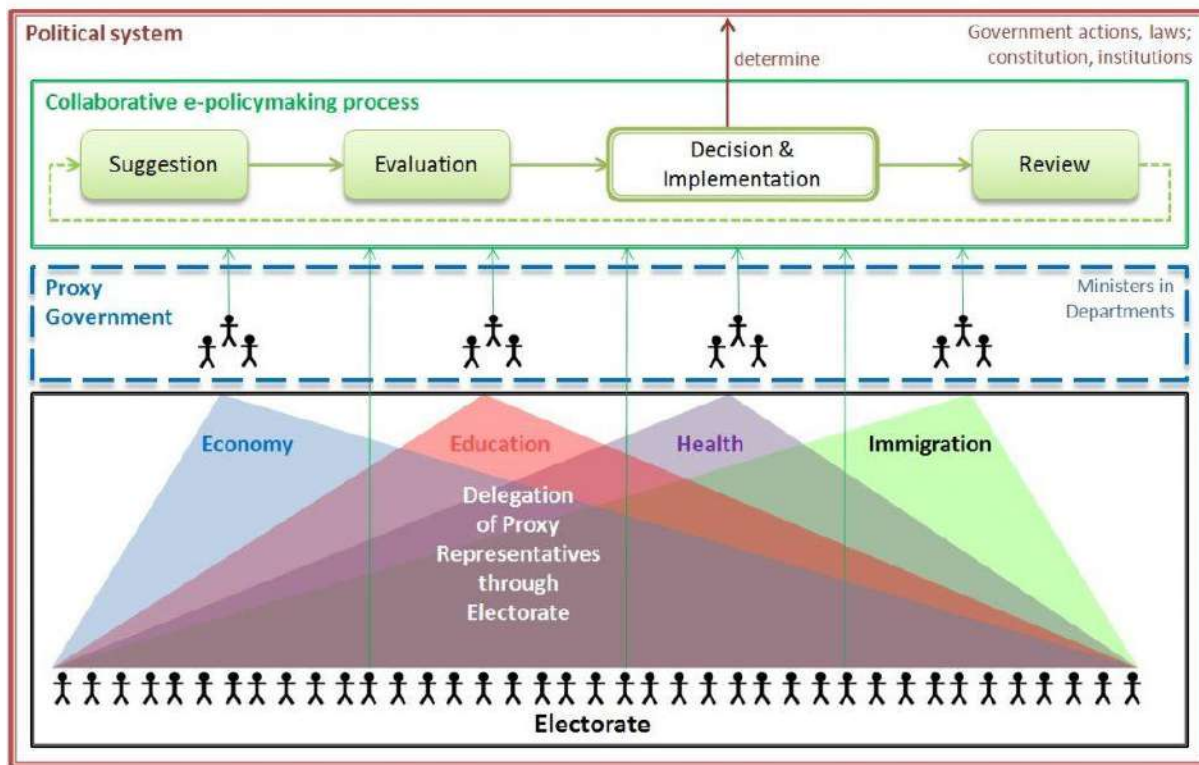 Political system
determine
Government actions, laws;
constitution, institutions
Collaborative e-policymaking process
Suggestion
Evaluation
Decision &
Implementation
Review
Proxy
Government
Ministers in
Departments
Economy
Education
Health
Immigration
Delegation
of Proxy
Representatives
through
Electorate
Electorate